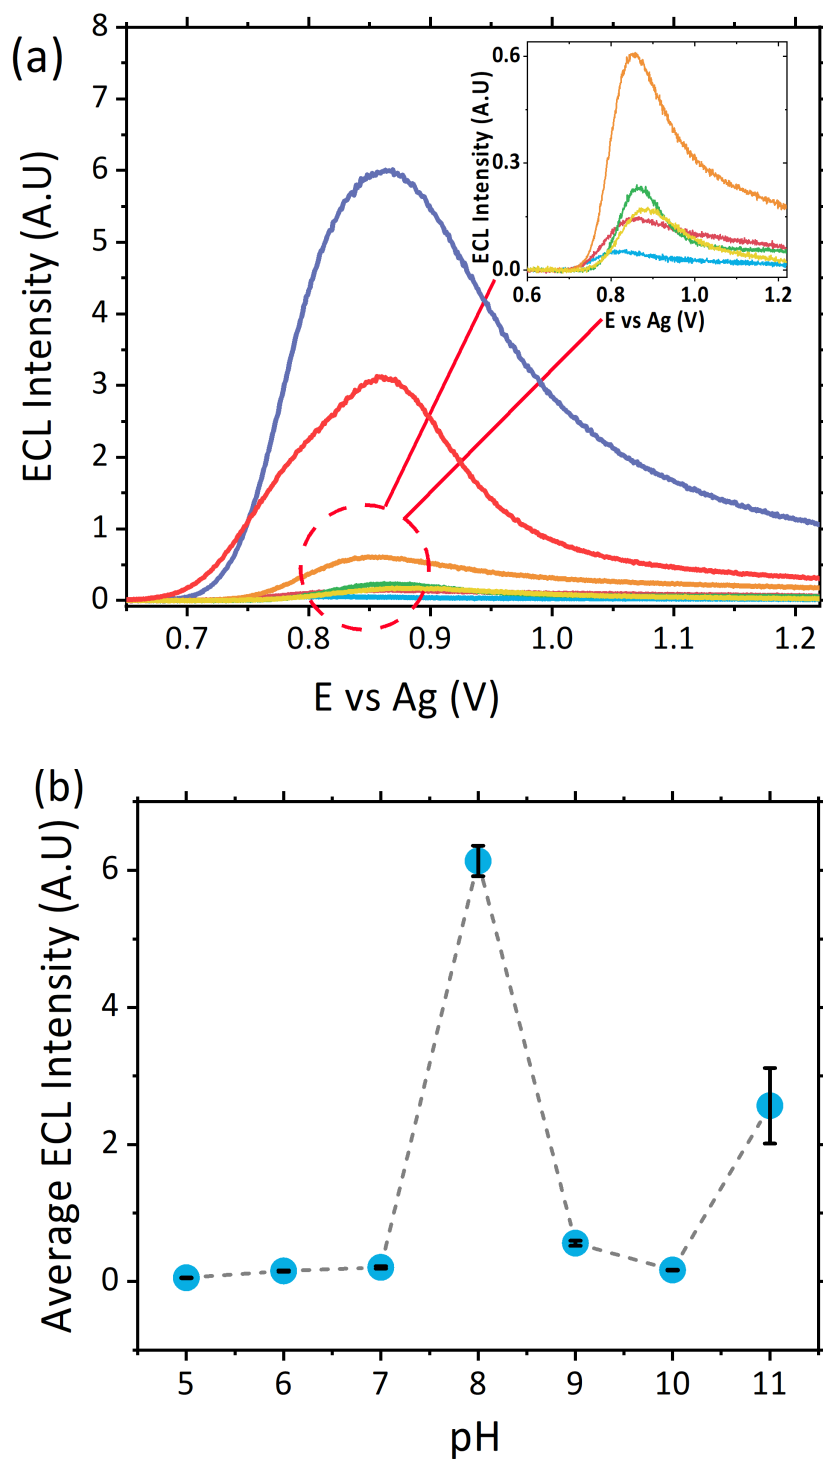 (a)
ECL Intensity (A.U)
8
7
6
5
4
3
2
1
0
0.7 0.8 0.9 1.0 1.1 1.2
E vs Ag (V)
ECL Intensity (A.U)
0.6
0.3
0.0
0.6 0.8 1.0 1.2
E vs Ag (V)
(b)
Average ECL Intensity (A.U)
6
4
2
0
5 6 7 8 9 10 11
pH